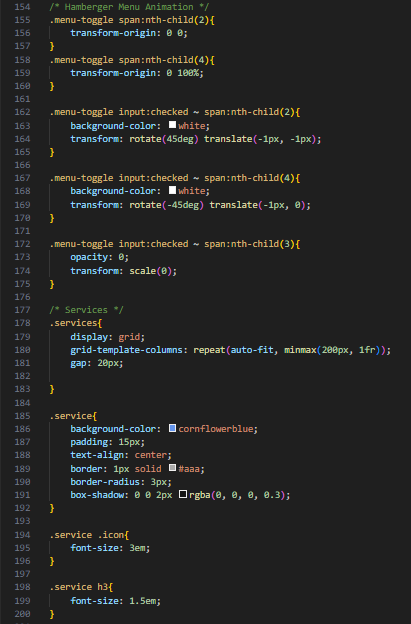 154 /* Hamberger Menu Animation */
155 .menu-toggle span:nth-child(2){
156     transform-origin: 0 0;
157 }
158 .menu-toggle span:nth-child(4){
159     transform-origin: 0 100%;
160 }
161
162 .menu-toggle input:checked ~ span:nth-child(2){
163     background-color: white;
164     transform: rotate(45deg) translate(-1px, -1px);
165 }
166
167 .menu-toggle input:checked ~ span:nth-child(4){
168     background-color: white;
169     transform: rotate(-45deg) translate(-1px, 0);
170 }
171
172 .menu-toggle input:checked ~ span:nth-child(3){
173     opacity: 0;
174     transform: scale(0);
175 }
176
177 /* Services */
178 .services{
179     display: grid;
180     grid-template-columns: repeat(auto-fit, minmax(200px, 1fr));
181     gap: 20px;
182
183 }
184
185 .service{
186     background-color: cornflowerblue;
187     padding: 15px;
188     text-align: center;
189     border: 1px solid #aaa;
190     border-radius: 3px;
191     box-shadow: 0 0 2px rgba(0, 0, 0, 0.3);
192 }
193
194 .service .icon{
195     font-size: 3em;
196 }
197
198 .service h3{
199     font-size: 1.5em;
200 }